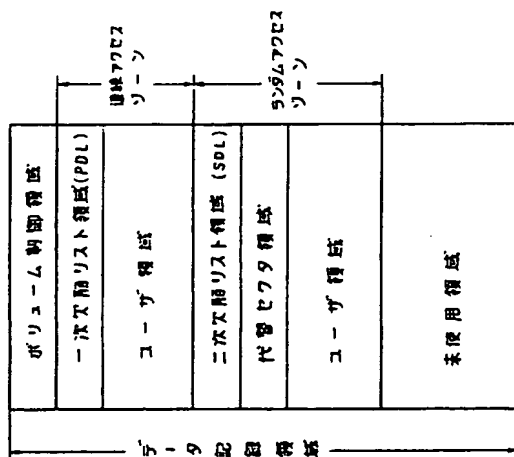 データ記録領域
ボリューム制御領域
一次欠陥リスト領域(PDL)
ユーザ領域
二次欠陥リスト領域(SDL)
代替セクタ領域
ユーザ領域
未使用領域
連続アクセス
ゾーン
ランダムアクセス
ゾーン